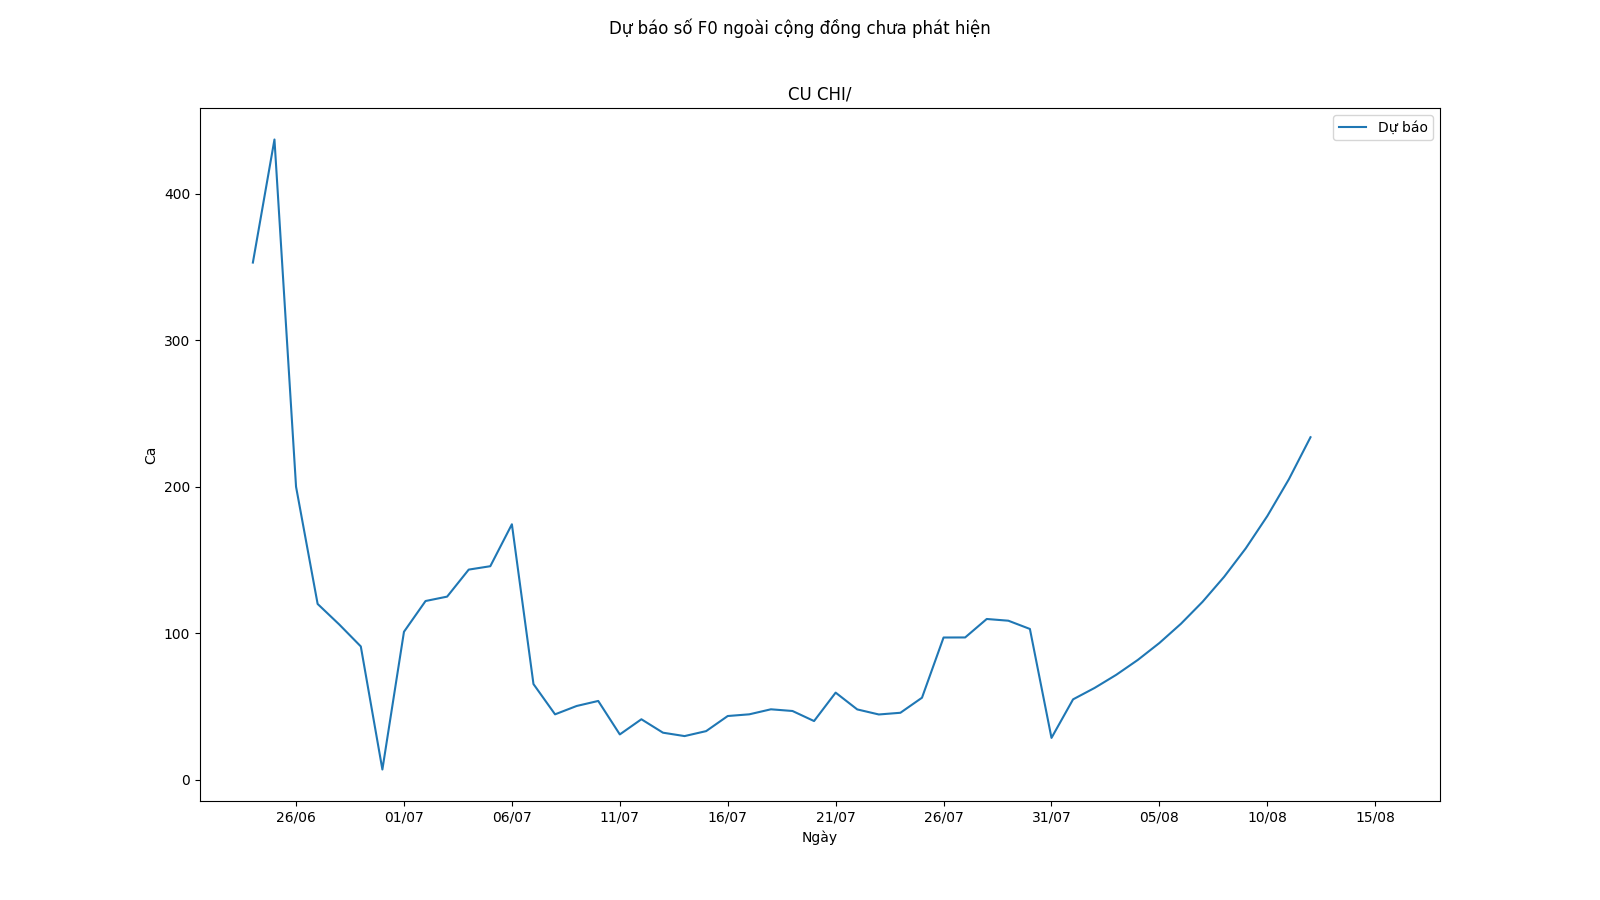 Dự báo số F0 ngoài cộng đồng chưa phát hiện
CU CHI/
Dự báo
400
300
200
100
0
Ca
26/06 01/07 06/07 11/07 16/07 21/07 26/07 31/07 05/08 10/08 15/08
Ngày